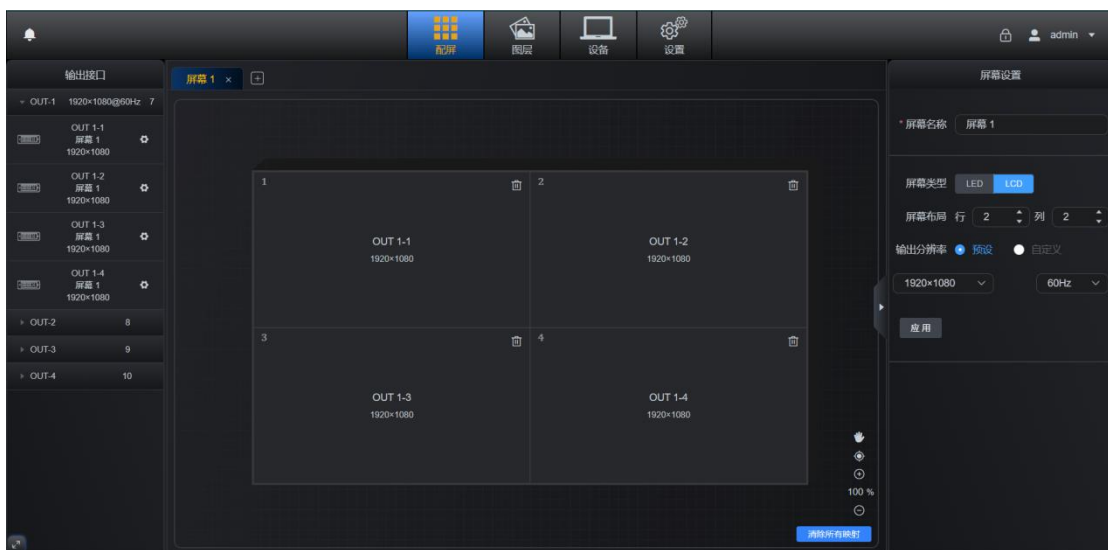 配屏
图层
设备
设置
admin
输出接口
OUT-1 1920×1080@60Hz 7
OUT 1-1
屏幕 1
1920×1080
OUT 1-2
屏幕 1
1920×1080
OUT 1-3
屏幕 1
1920×1080
OUT 1-4
屏幕 1
1920×1080
OUT-2 8
OUT-3 9
OUT-4 10
屏幕 1 ×
1
OUT 1-1
1920×1080
2
OUT 1-2
1920×1080
3
OUT 1-3
1920×1080
4
OUT 1-4
1920×1080
100 %
消除所有映射
屏幕设置
*屏幕名称 屏幕 1
屏幕类型 LED LCD
屏幕布局 行 2 列 2
输出分辨率 预设 自定义
1920×1080 60Hz
应用